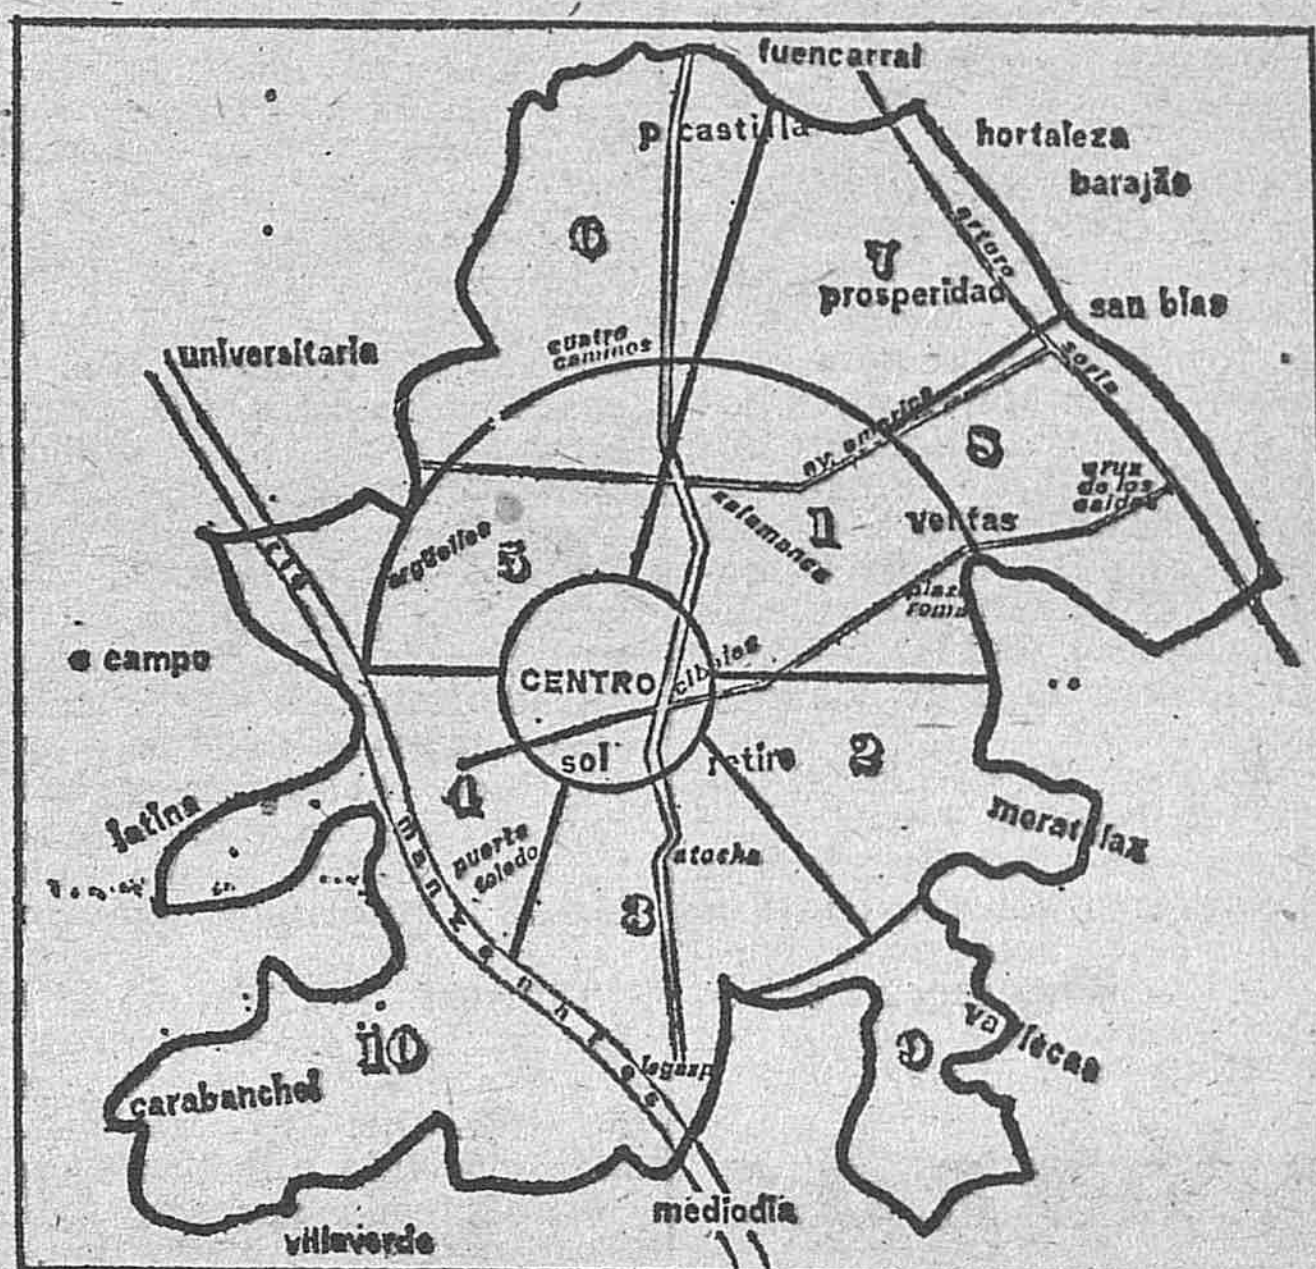 fuencarral
p castilla
hortaleza
barajas
6
7
arturo
prosperidad
san blas
cuatro
caminos
soria
universitaria
av. america
8
cruz
de los
caidos
salamanca
1
ventas
argüelles
5
rio
plaza
roma
e campo
CENTRO
cibeles
sol
retiro
2
4
latina
moratalaz
puerta
toledo
atocha
manzanares
3
vallecas
10
9
legazpi
carabanchel
mediodia
villaverde